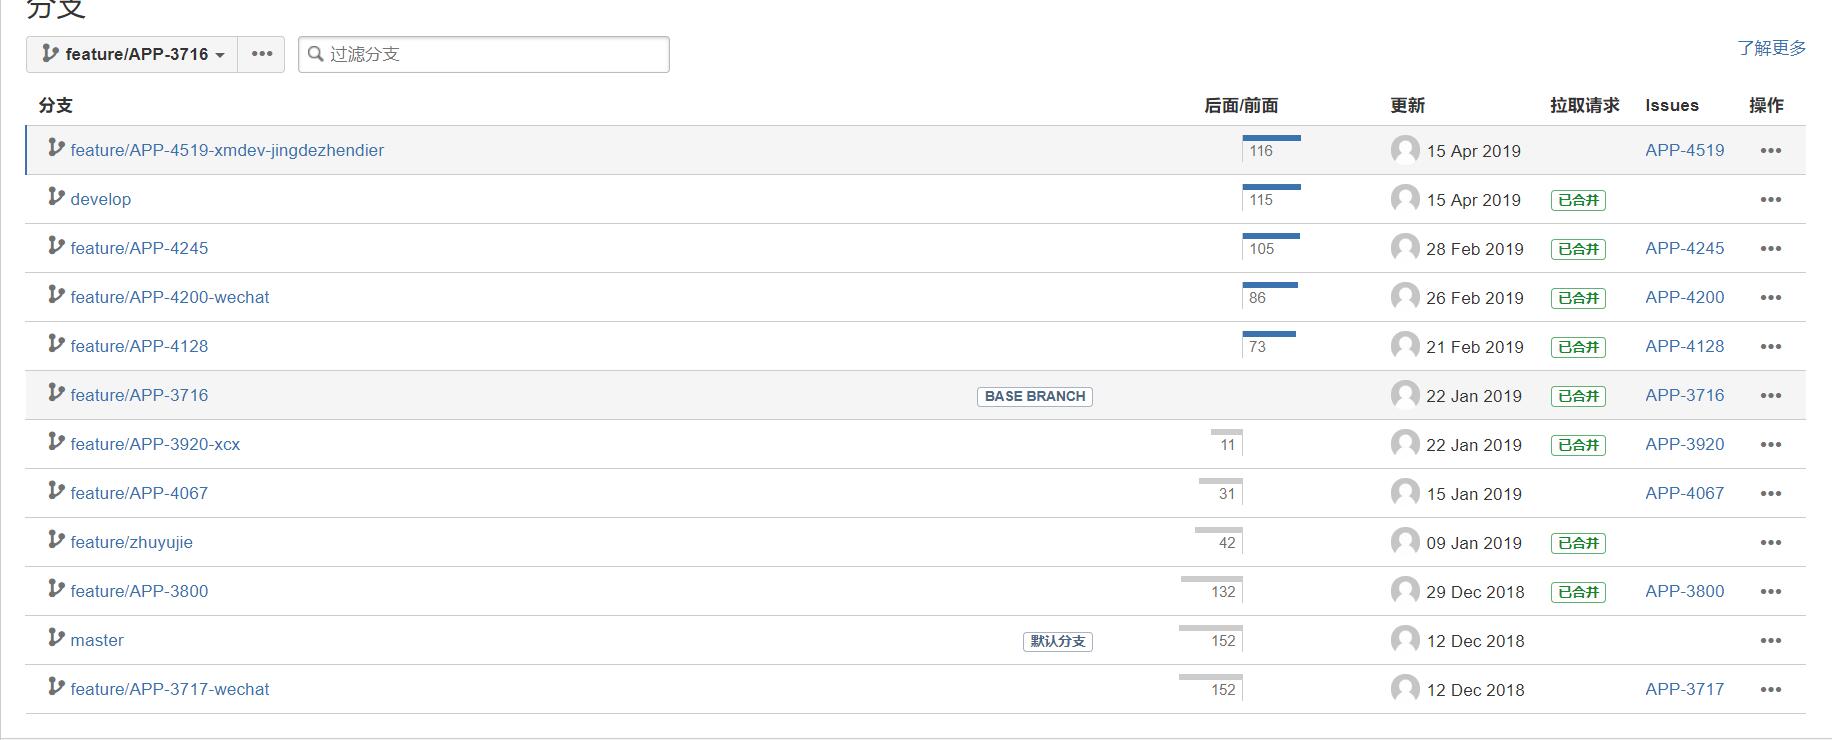 分支
feature/APP-3716
过滤分支
了解更多
分支 后面/前面 更新 拉取请求 Issues 操作
feature/APP-4519-xmdev-jingdezhendier 116 15 Apr 2019 APP-4519
develop 115 15 Apr 2019 已合并
feature/APP-4245 105 28 Feb 2019 已合并 APP-4245
feature/APP-4200-wechat 86 26 Feb 2019 已合并 APP-4200
feature/APP-4128 73 21 Feb 2019 已合并 APP-4128
feature/APP-3716 BASE BRANCH 22 Jan 2019 已合并 APP-3716
feature/APP-3920-xcx 11 22 Jan 2019 已合并 APP-3920
feature/APP-4067 31 15 Jan 2019 APP-4067
feature/zhuyujie 42 09 Jan 2019 已合并
feature/APP-3800 132 29 Dec 2018 已合并 APP-3800
master 默认分支 152 12 Dec 2018
feature/APP-3717-wechat 152 12 Dec 2018 APP-3717